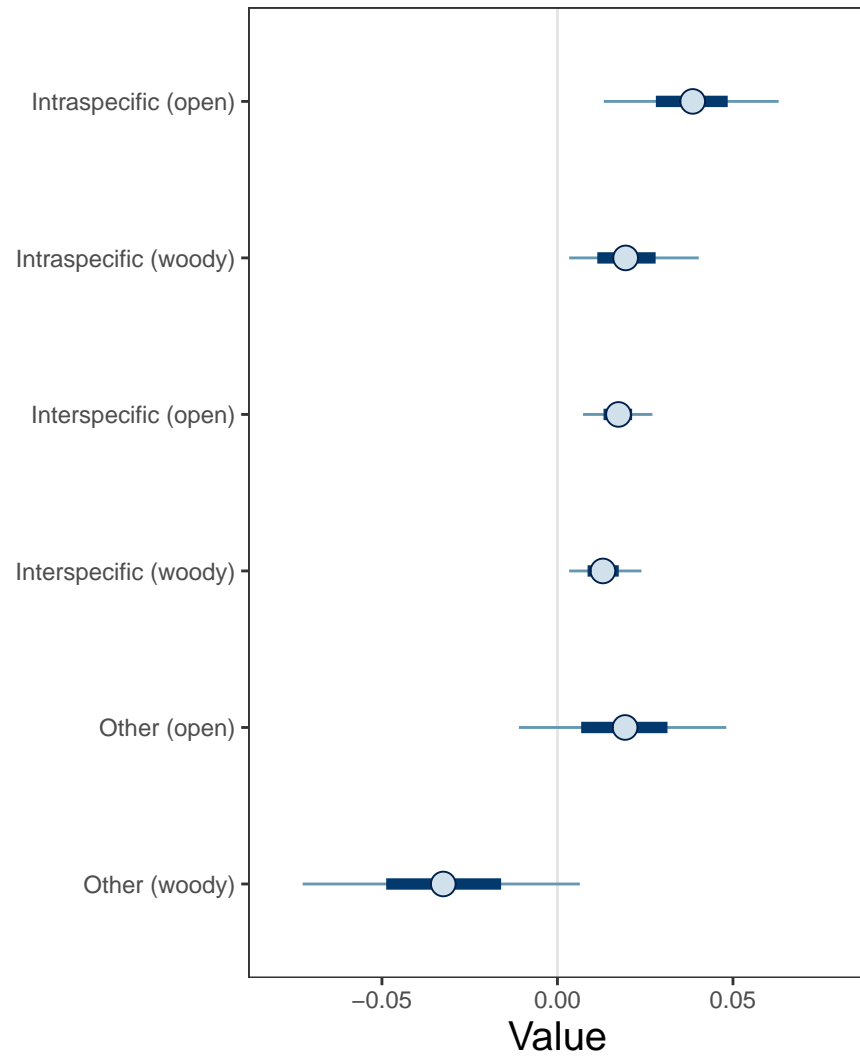 Intraspecific (open)
Intraspecific (woody)
Interspecific (open)
Interspecific (woody)
Other (open)
Other (woody)
−0.05 0.00 0.05
Value